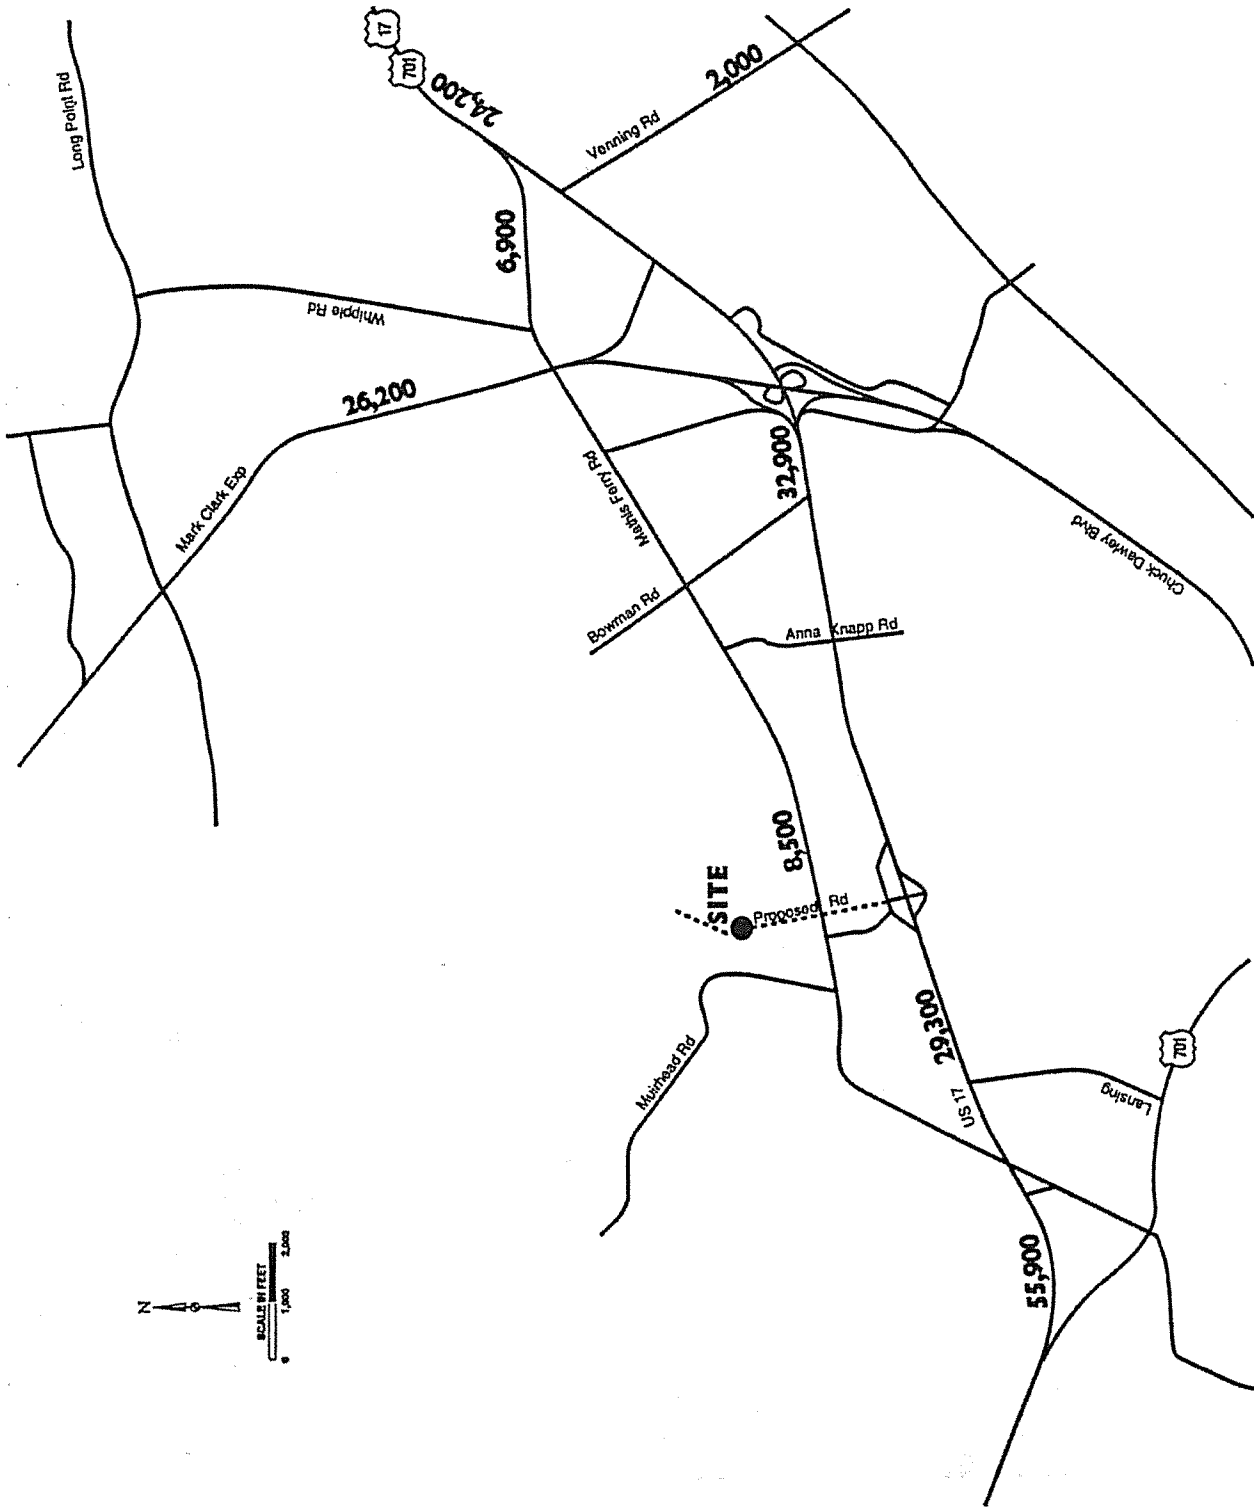 17
701
24,200
Long Point Rd
Venning Rd
2,000
6,900
Whipple Rd
26,200
Mark Clark Exp
Mathis Ferry Rd
32,900
Bowman Rd
Anna Knapp Rd
Chuck Dawley Blvd
8,500
SITE
Proposed Rd
Muirhead Rd
29,300
US 17
Lansing
701
55,900
N
SCALE IN FEET
0 1,000 2,000